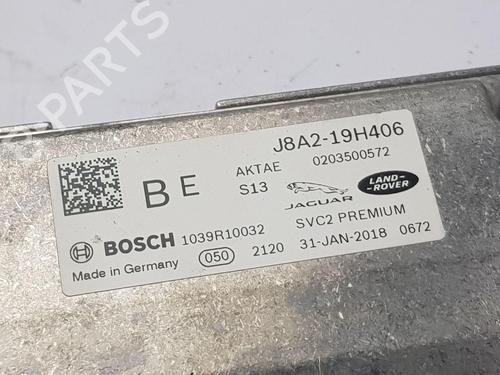 J8A2-19H406
B E AKTAE 0203500572
S13 JAGUAR LAND-ROVER
BOSCH 1039R10032 SVC2 PREMIUM
Made in Germany 050 2120 31-JAN-2018 0672